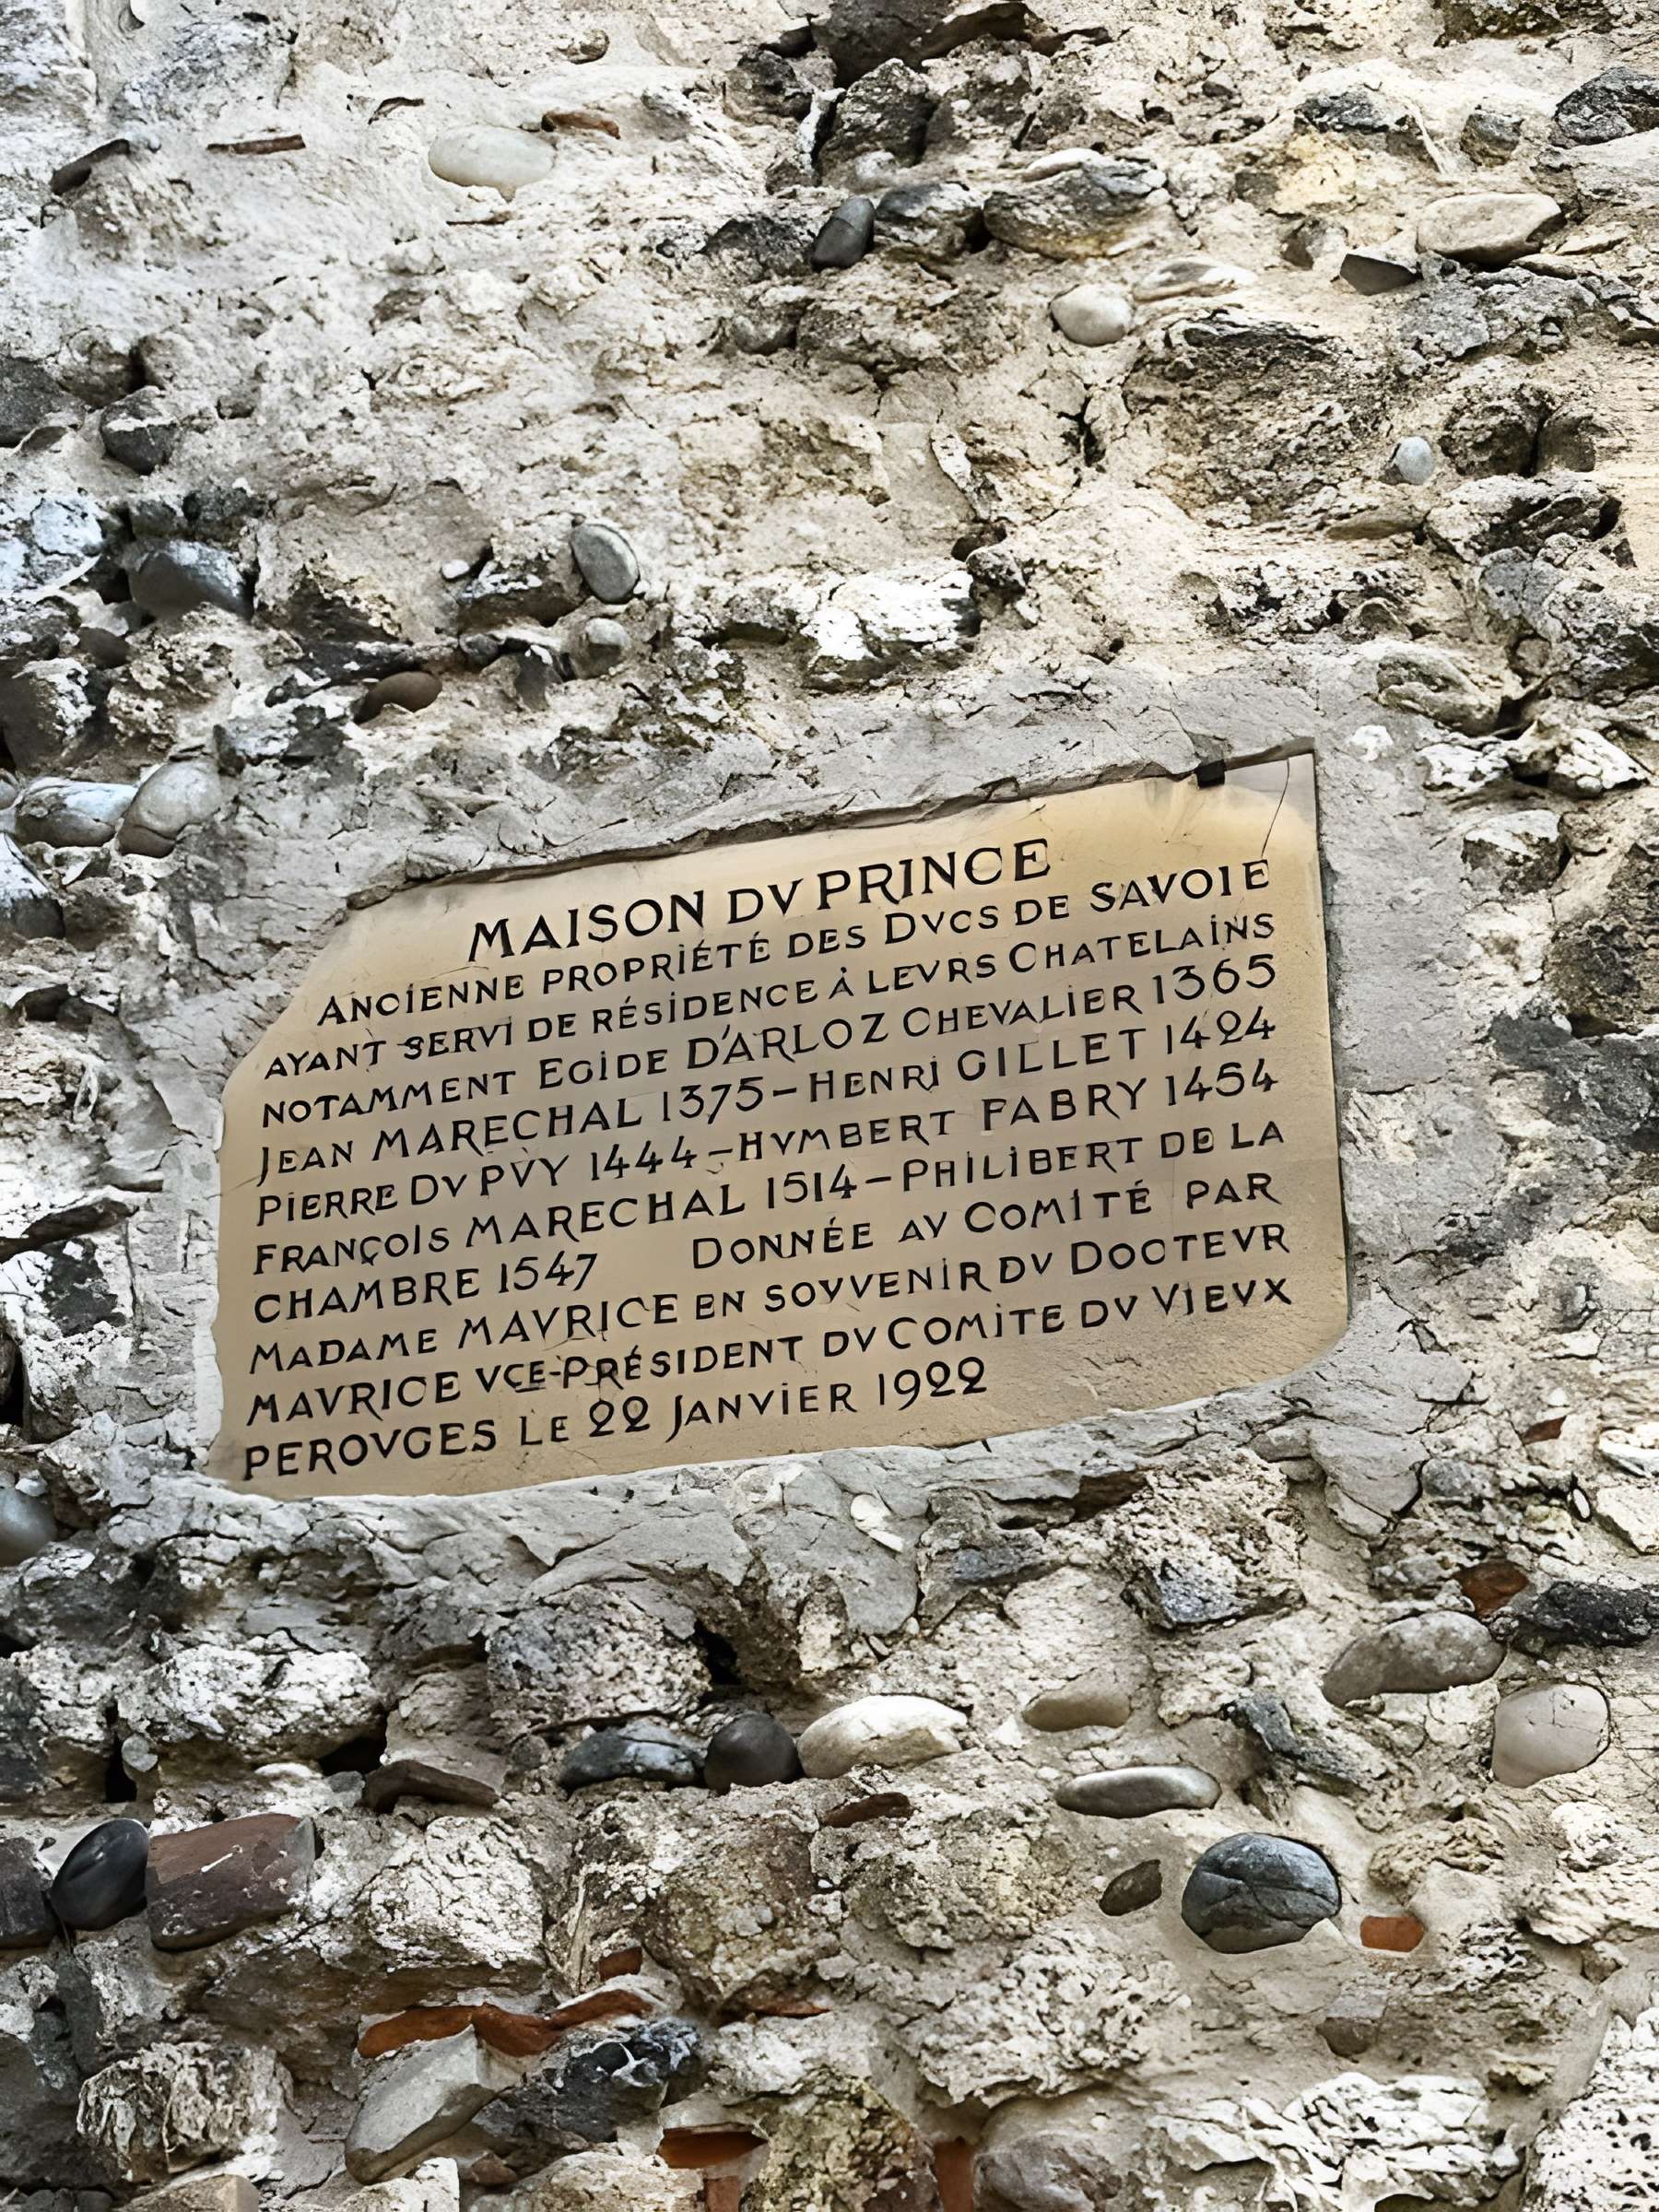 MAISON DV PRINCE
ANCIENNE PROPRIÉTÉ DES DVCS DE SAVOIE
AYANT SERVI DE RÉSIDENCE À LEVRS CHATELAINS
NOTAMMENT EGIDE D'ARLOZ CHEVALIER 1365
JEAN MARECHAL 1375-HENRI GILLET 1424
PIERRE DV PVY 1444-HVMBERT FABRY 1454
FRANÇOIS MARECHAL 1514-PHILIBERT DE LA
CHAMBRE 1547 DONNÉE AV COMITÉ PAR
MADAME MAVRICE EN SOVVENIR DV DOCTEVR
MAVRICE VCE-PRÉSIDENT DV COMITE DV VIEVX
PEROVGES LE 22 JANVIER 1922